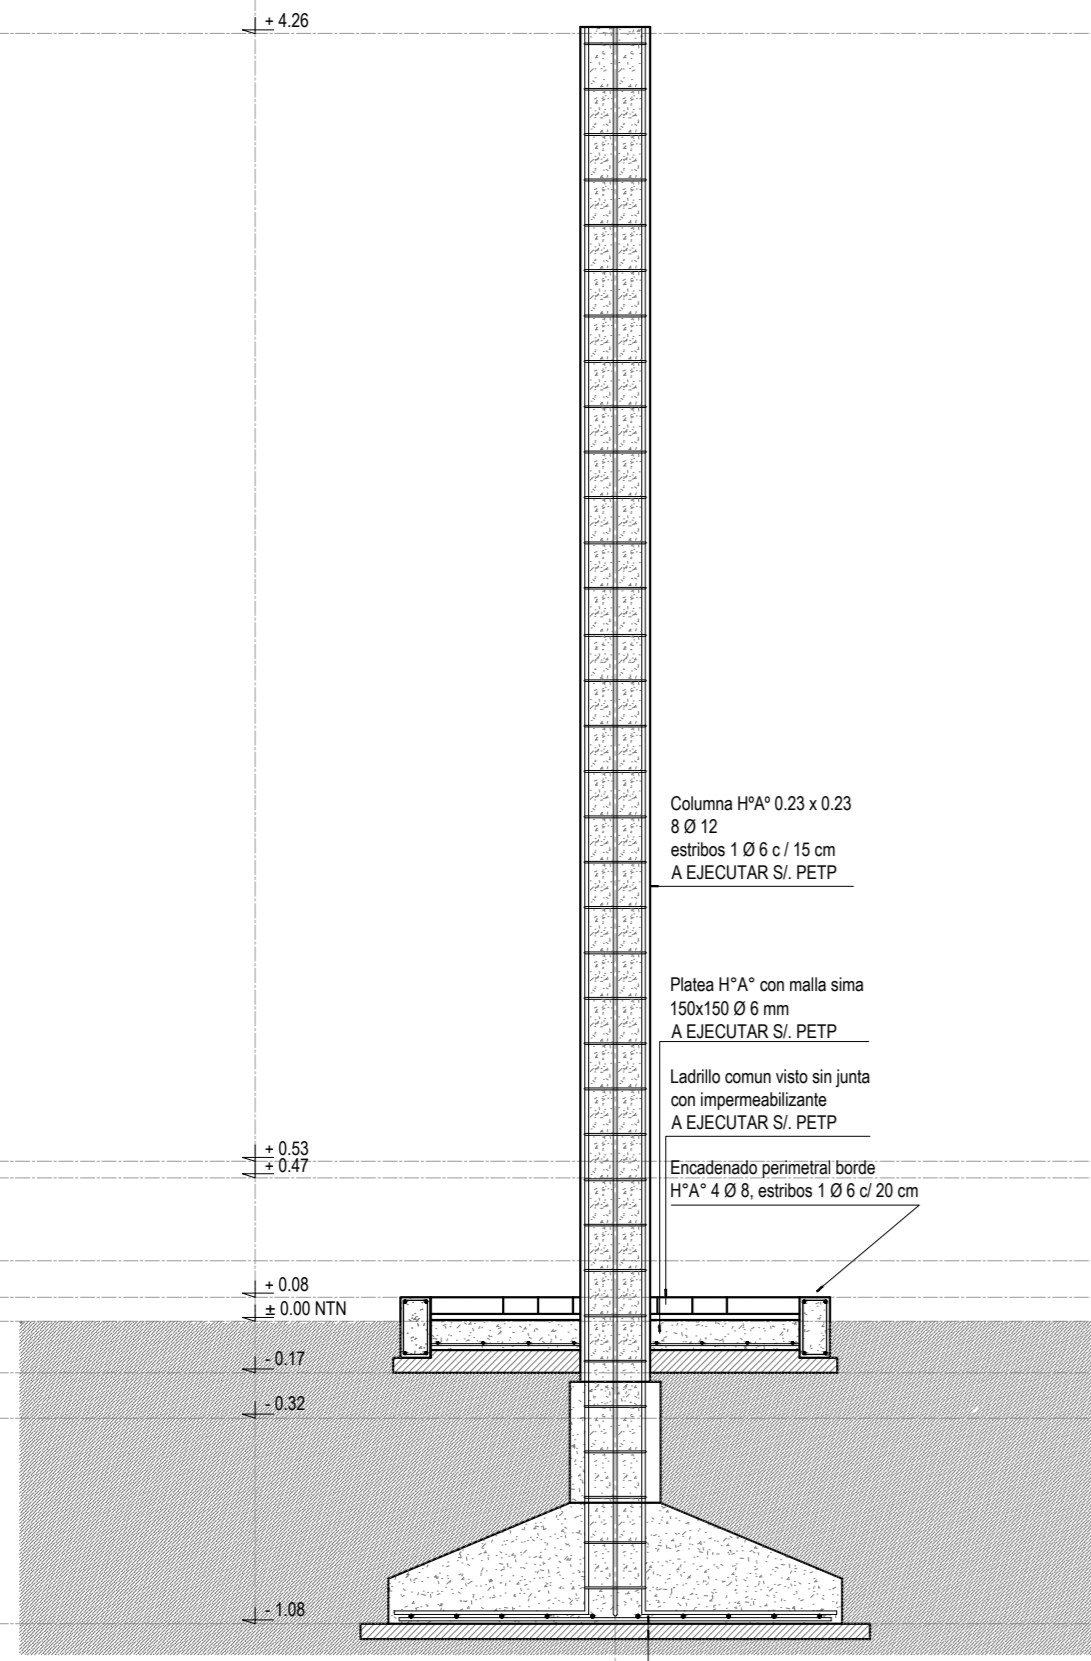 + 4.26
Columna HºAº 0.23 x 0.23
8 Ø 12
estribos 1 Ø 6 c / 15 cm
A EJECUTAR S/. PETP
Platea H°A° con malla sima
150x150 Ø 6 mm
A EJECUTAR S/. PETP
Ladrillo comun visto sin junta
con impermeabilizante
A EJECUTAR S/. PETP
Encadenado perimetral borde
H°A° 4 Ø 8, estribos 1 Ø 6 c/ 20 cm
+ 0.53
+ 0.47
+ 0.08
± 0.00 NTN
- 0.17
- 0.32
- 1.08